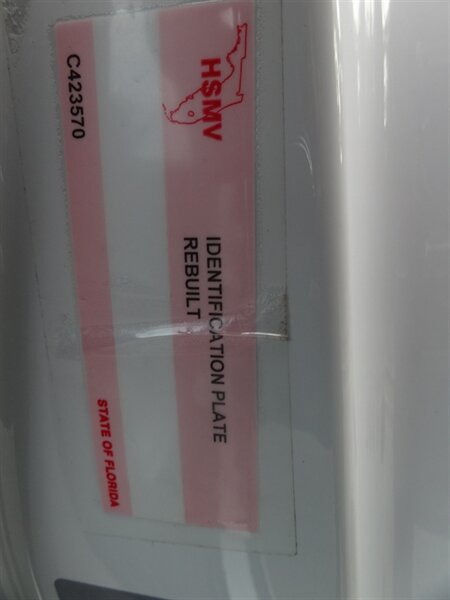 HSMV
IDENTIFICATION PLATE
REBUILT
C423570
STATE OF FLORIDA